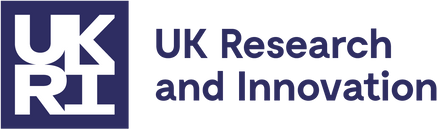 UK
RI
UK Research
and Innovation